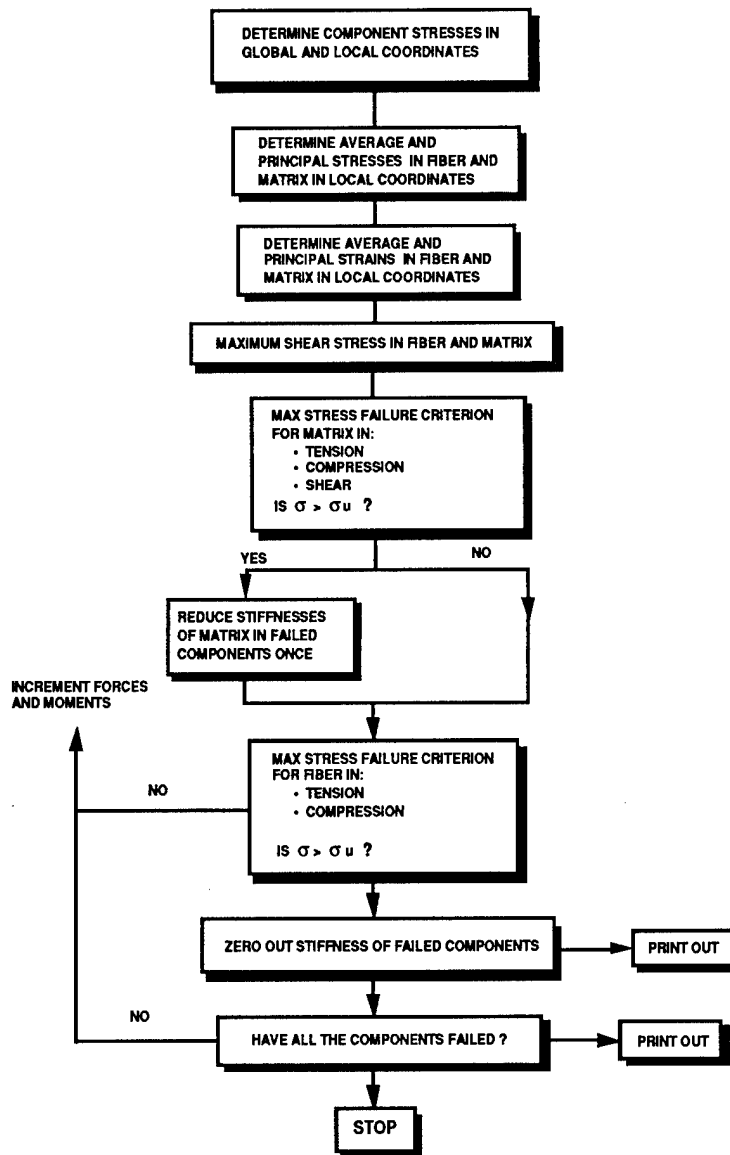 DETERMINE COMPONENT STRESSES IN
GLOBAL AND LOCAL COORDINATES
DETERMINE AVERAGE AND
PRINCIPAL STRESSES IN FIBER AND
MATRIX IN LOCAL COORDINATES
DETERMINE AVERAGE AND
PRINCIPAL STRAINS IN FIBER AND
MATRIX IN LOCAL COORDINATES
MAXIMUM SHEAR STRESS IN FIBER AND MATRIX
MAX STRESS FAILURE CRITERION
FOR MATRIX IN:
• TENSION
• COMPRESSION
• SHEAR
IS σ > σu ?
YES
NO
REDUCE STIFFNESSES
OF MATRIX IN FAILED
COMPONENTS ONCE
INCREMENT FORCES
AND MOMENTS
MAX STRESS FAILURE CRITERION
FOR FIBER IN:
• TENSION
• COMPRESSION
IS σ > σu ?
NO
ZERO OUT STIFFNESS OF FAILED COMPONENTS
PRINT OUT
NO
HAVE ALL THE COMPONENTS FAILED ?
PRINT OUT
STOP